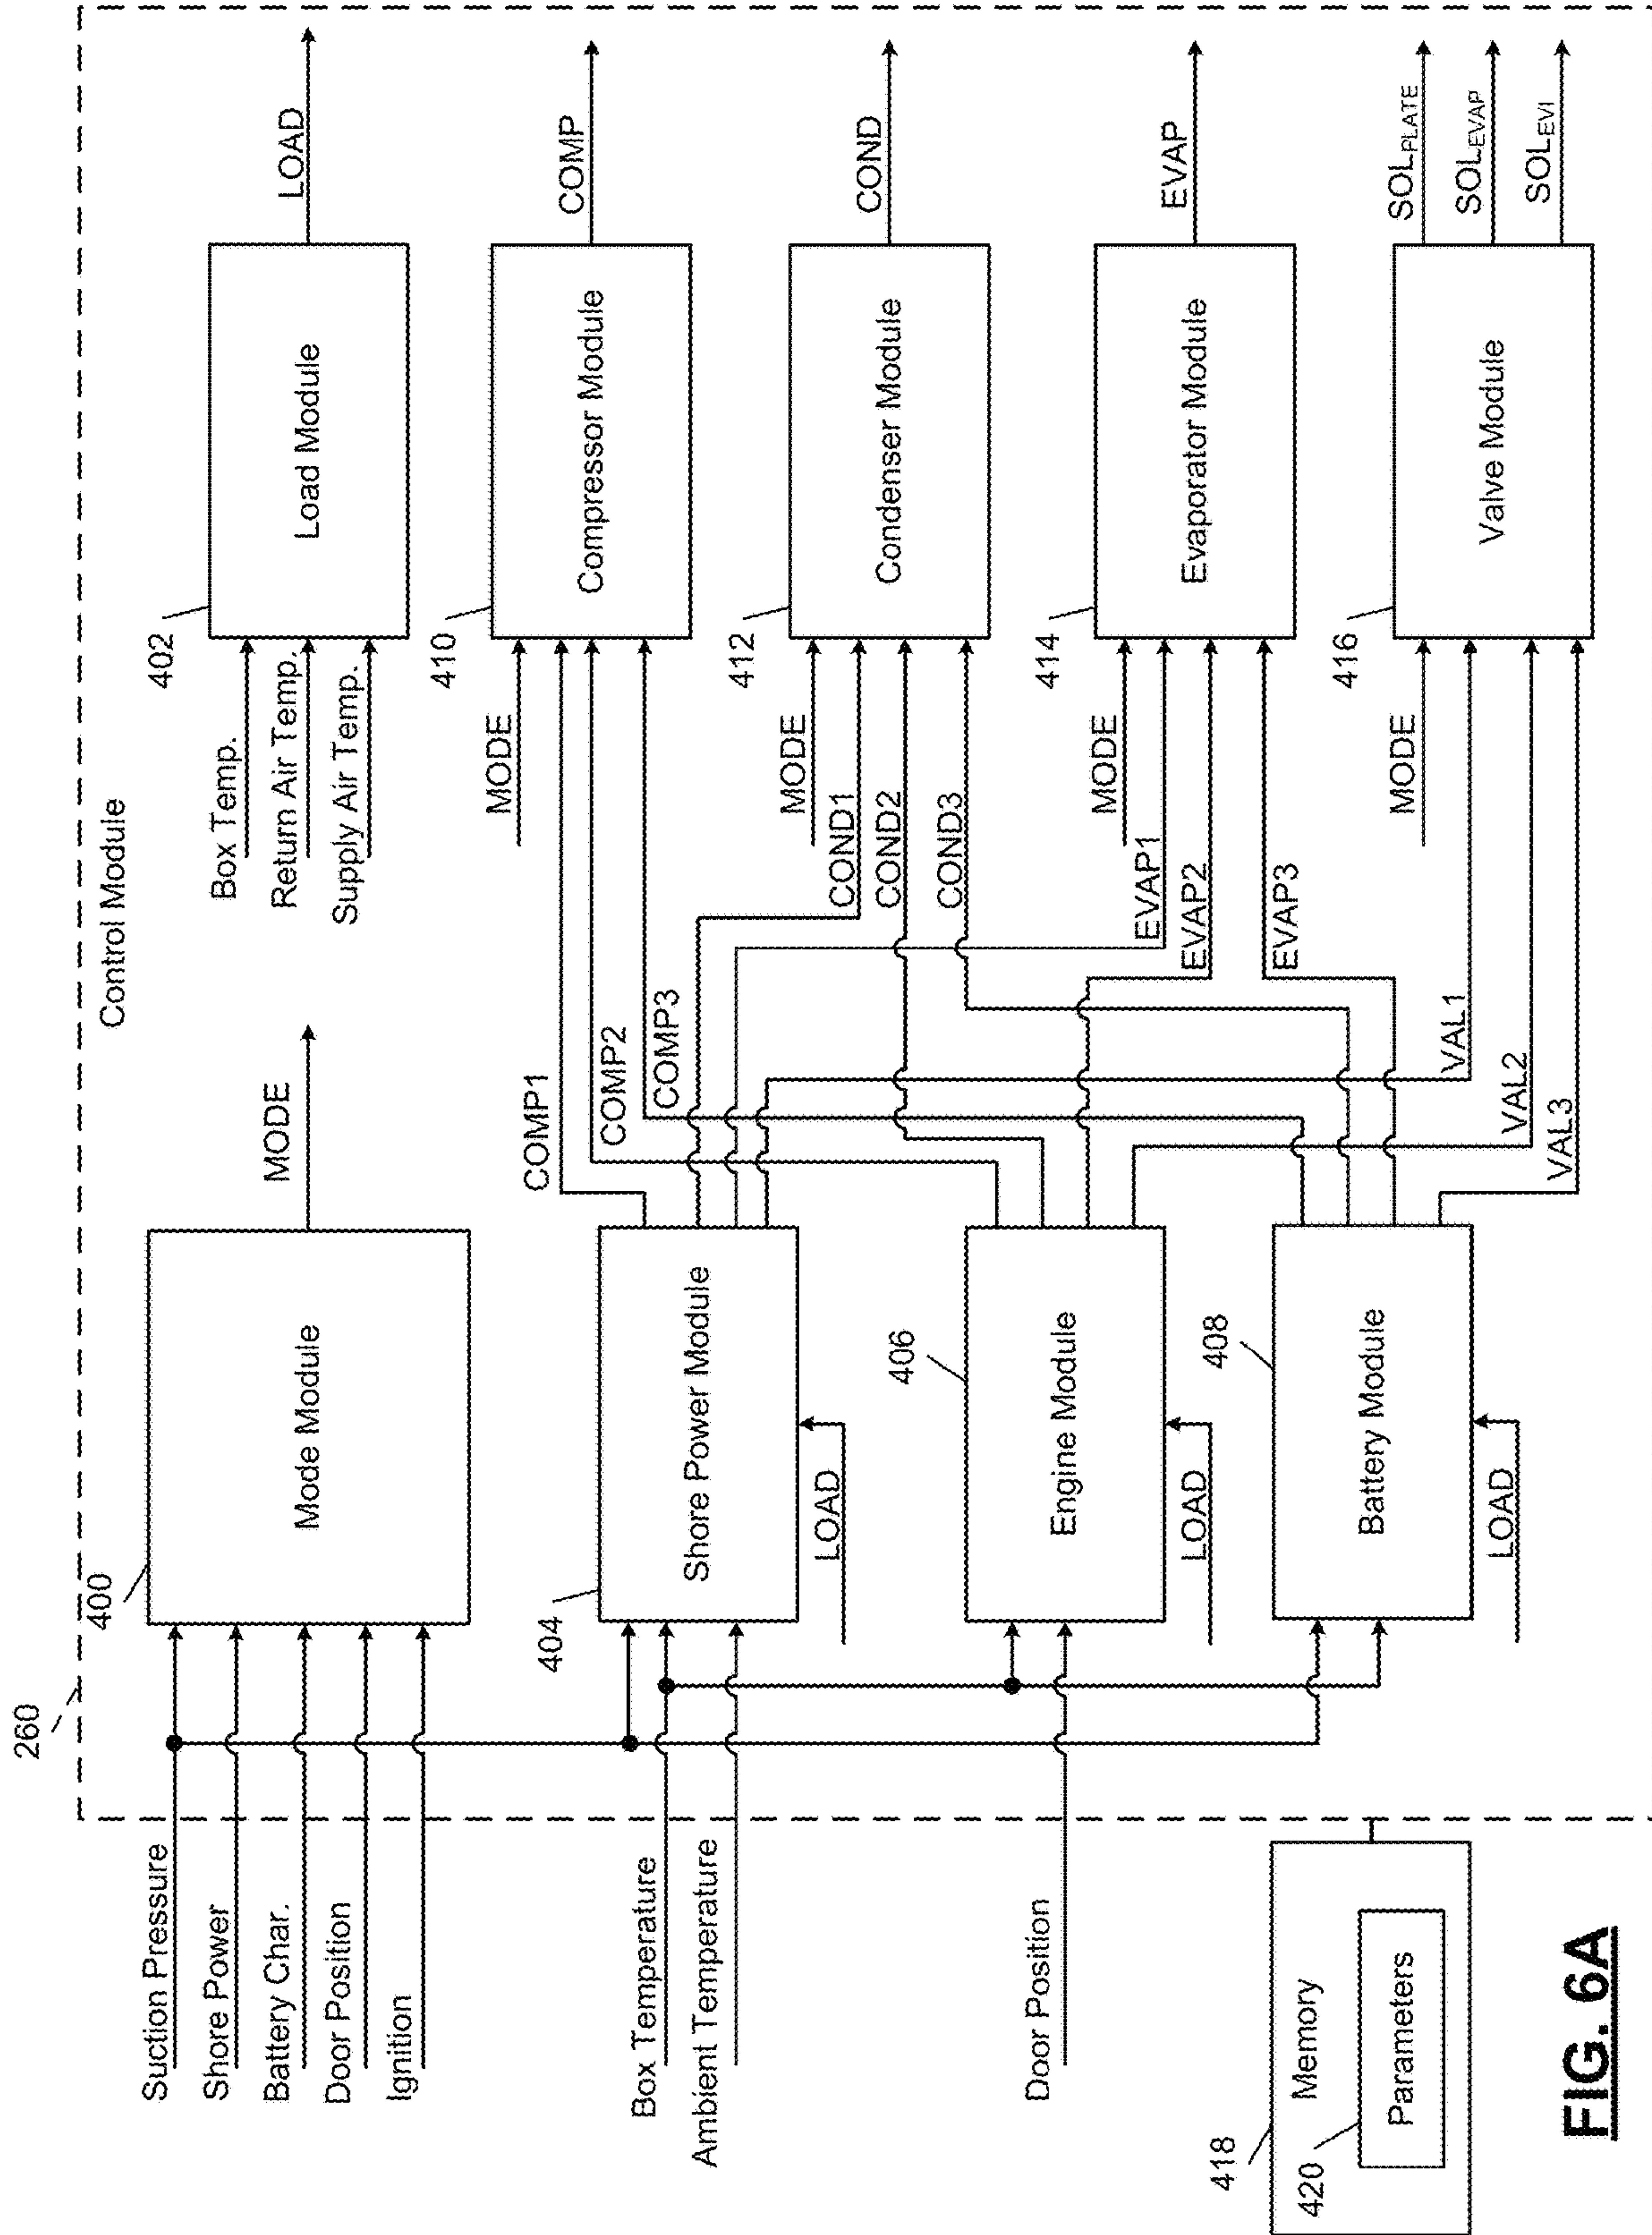 Control Module
260
Suction Pressure
Shore Power
Battery Char.
Door Position
Ignition
400
Mode Module
MODE
Box Temp.
Return Air Temp.
Supply Air Temp.
402
Load Module
LOAD
Box Temperature
Ambient Temperature
404
Shore Power Module
LOAD
COMP1
COMP2
COMP3
MODE
410
Compressor Module
COMP
MODE
COND1
COND2
COND3
412
Condenser Module
COND
Door Position
406
Engine Module
LOAD
MODE
EVAP1
EVAP2
EVAP3
414
Evaporator Module
EVAP
408
Battery Module
LOAD
MODE
VAL1
VAL2
VAL3
416
Valve Module
SOLPLATE
SOLEVAP
SOLEVI
418
Memory
420
Parameters
FIG. 6A